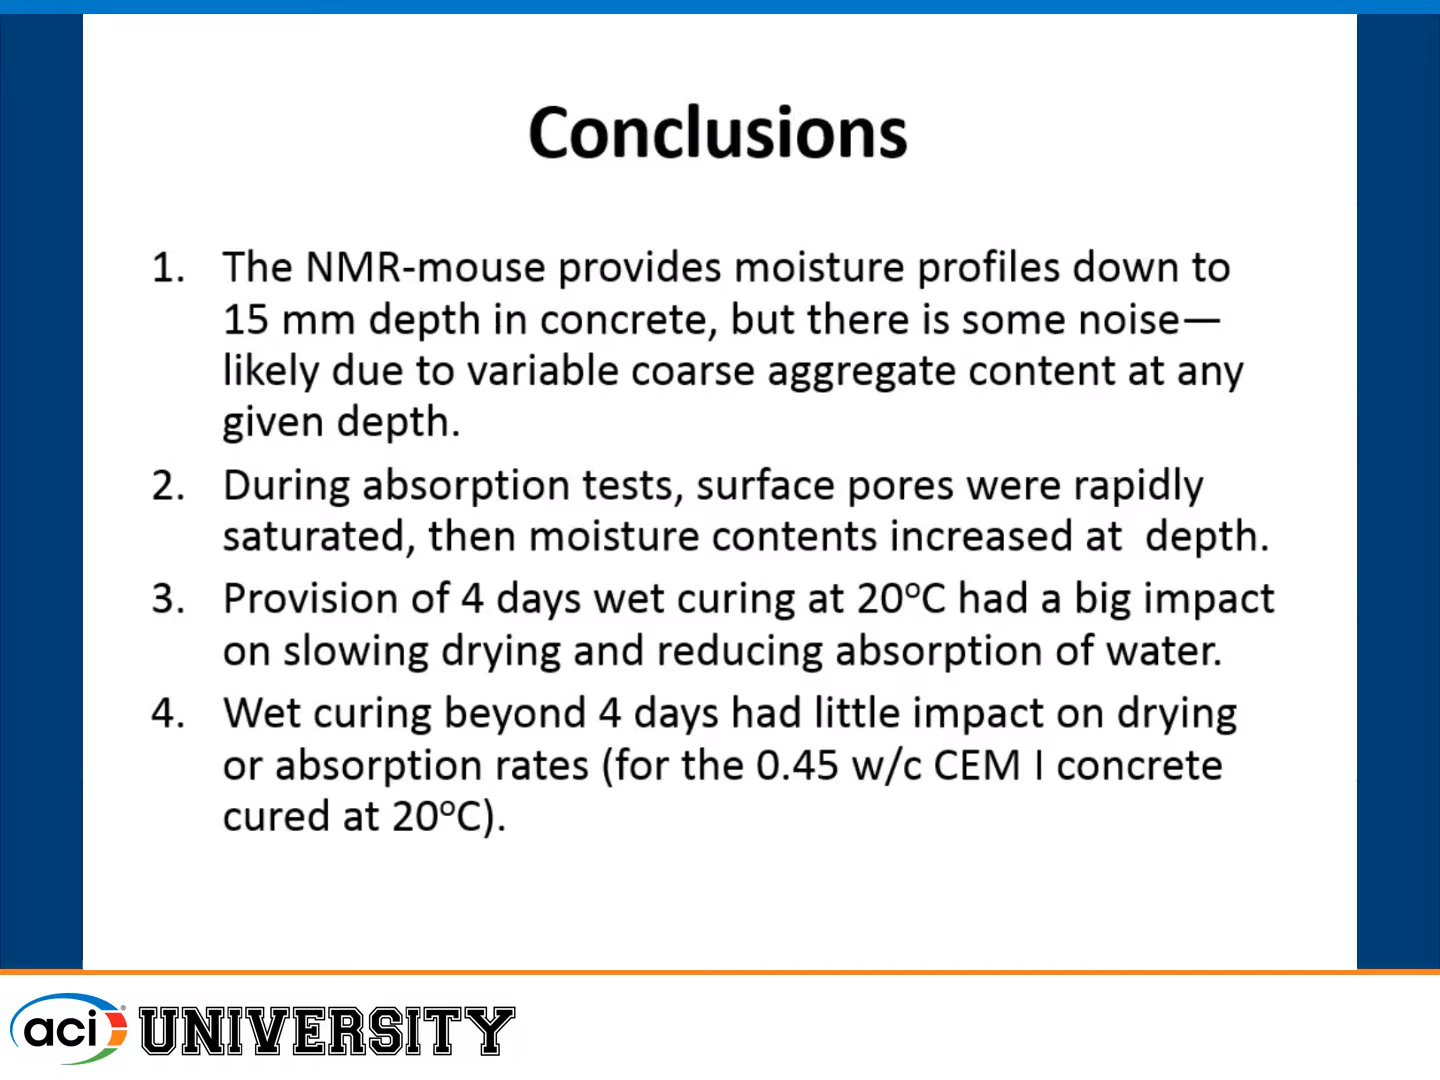 Conclusions
1. The NMR-mouse provides moisture profiles down to
15 mm depth in concrete, but there is some noise—
likely due to variable coarse aggregate content at any
given depth.
2. During absorption tests, surface pores were rapidly
saturated, then moisture contents increased at  depth.
3. Provision of 4 days wet curing at 20°C had a big impact
on slowing drying and reducing absorption of water.
4. Wet curing beyond 4 days had little impact on drying
or absorption rates (for the 0.45 w/c CEM I concrete
cured at 20°C).
aci® UNIVERSITY